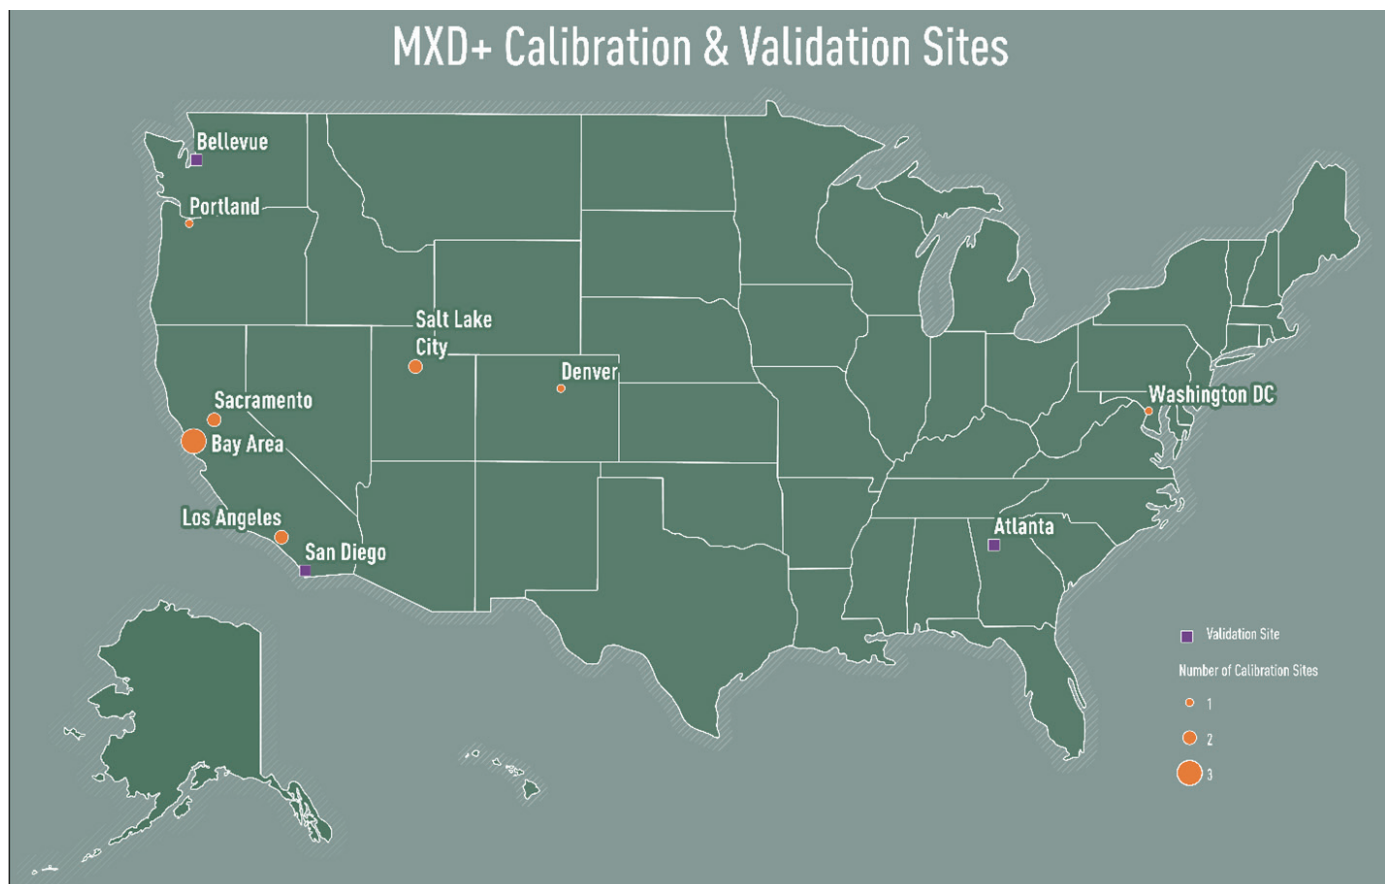 MXD+ Calibration & Validation Sites
Bellevue
Portland
Salt Lake
City
Denver
Washington DC
Sacramento
Bay Area
Los Angeles
San Diego
Atlanta
Validation Site
Number of Calibration Sites
1
2
3